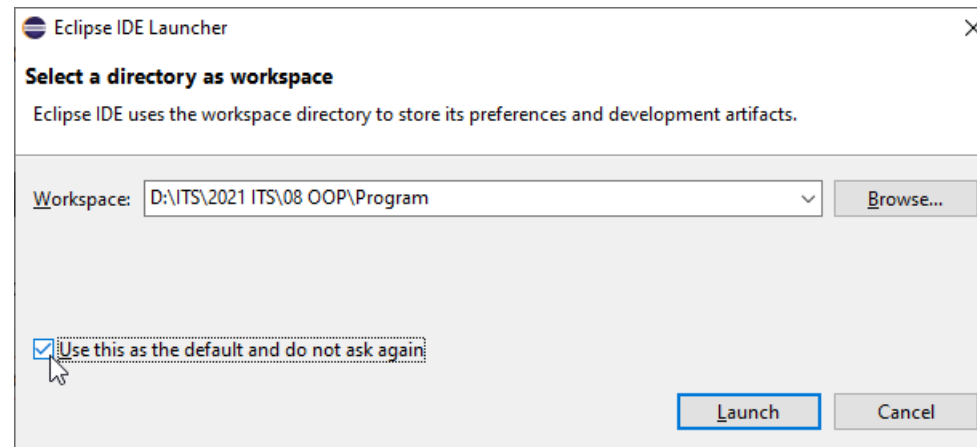 Eclipse IDE Launcher
Select a directory as workspace
Eclipse IDE uses the workspace directory to store its preferences and development artifacts.
Workspace: D:\ITS\2021 ITS\08 OOP\Program Browse...
Use this as the default and do not ask again
Launch Cancel